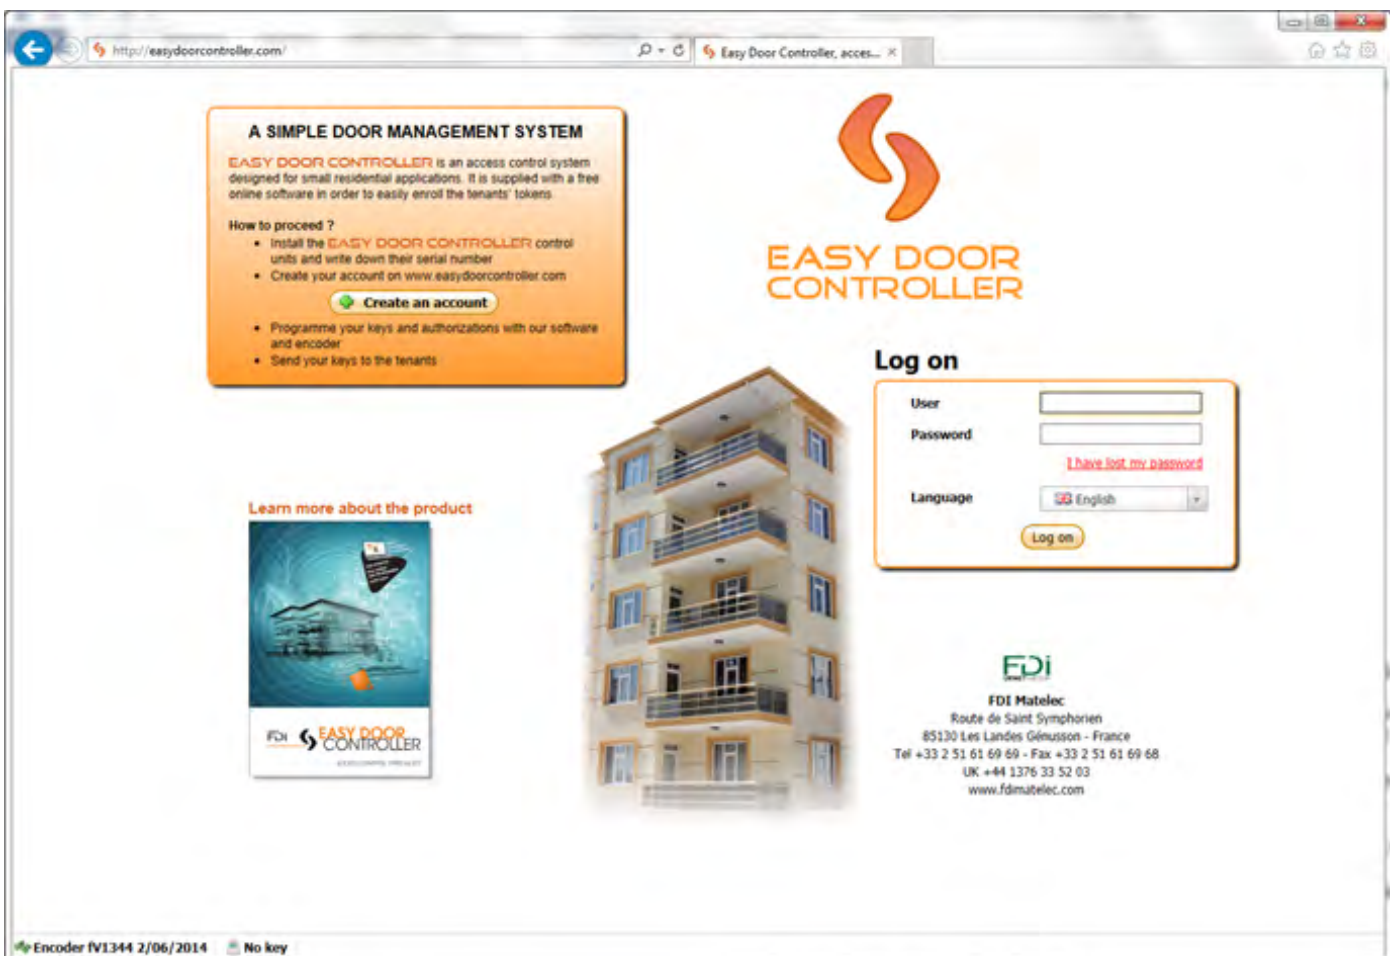 http://easydoorcontroller.com/
Easy Door Controller, acces...
A SIMPLE DOOR MANAGEMENT SYSTEM
EASY DOOR CONTROLLER is an access control system
designed for small residential applications. It is supplied with a free
online software in order to easily enroll the tenants' tokens
How to proceed ?
• Install the EASY DOOR CONTROLLER control
units and write down their serial number
• Create your account on www.easydoorcontroller.com
Create an account
• Programme your keys and authorizations with our software
and encoder
• Send your keys to the tenants
EASY DOOR
CONTROLLER
Log on
User
Password
I have lost my password
Language
English
Log on
Learn more about the product
FDI
EASY DOOR
CONTROLLER
FDi
FDI Matelec
Route de Saint Symphorien
85130 Les Landes Génusson - France
Tel +33 2 51 61 69 69 - Fax +33 2 51 61 69 68
UK +44 1376 33 52 03
www.fdimatelec.com
Encoder fV1344 2/06/2014
No key